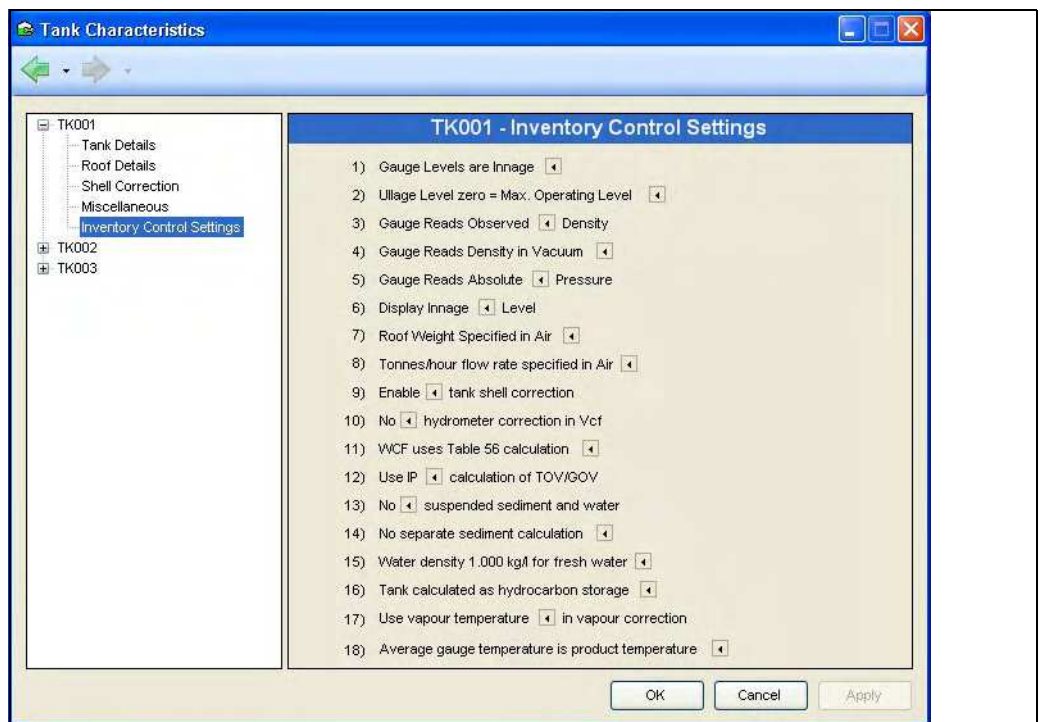 Tank Characteristics
TK001
Tank Details
Roof Details
Shell Correction
Miscellaneous
Inventory Control Settings
TK002
TK003
TK001 - Inventory Control Settings
1) Gauge Levels are Innage
2) Ullage Level zero = Max. Operating Level
3) Gauge Reads Observed Density
4) Gauge Reads Density in Vacuum
5) Gauge Reads Absolute Pressure
6) Display Innage Level
7) Roof Weight Specified in Air
8) Tonnes/hour flow rate specified in Air
9) Enable tank shell correction
10) No hydrometer correction in Vcf
11) WCF uses Table 56 calculation
12) Use IP calculation of TOV/GOV
13) No suspended sediment and water
14) No separate sediment calculation
15) Water density 1.000 kg/l for fresh water
16) Tank calculated as hydrocarbon storage
17) Use vapour temperature in vapour correction
18) Average gauge temperature is product temperature
OK Cancel Apply